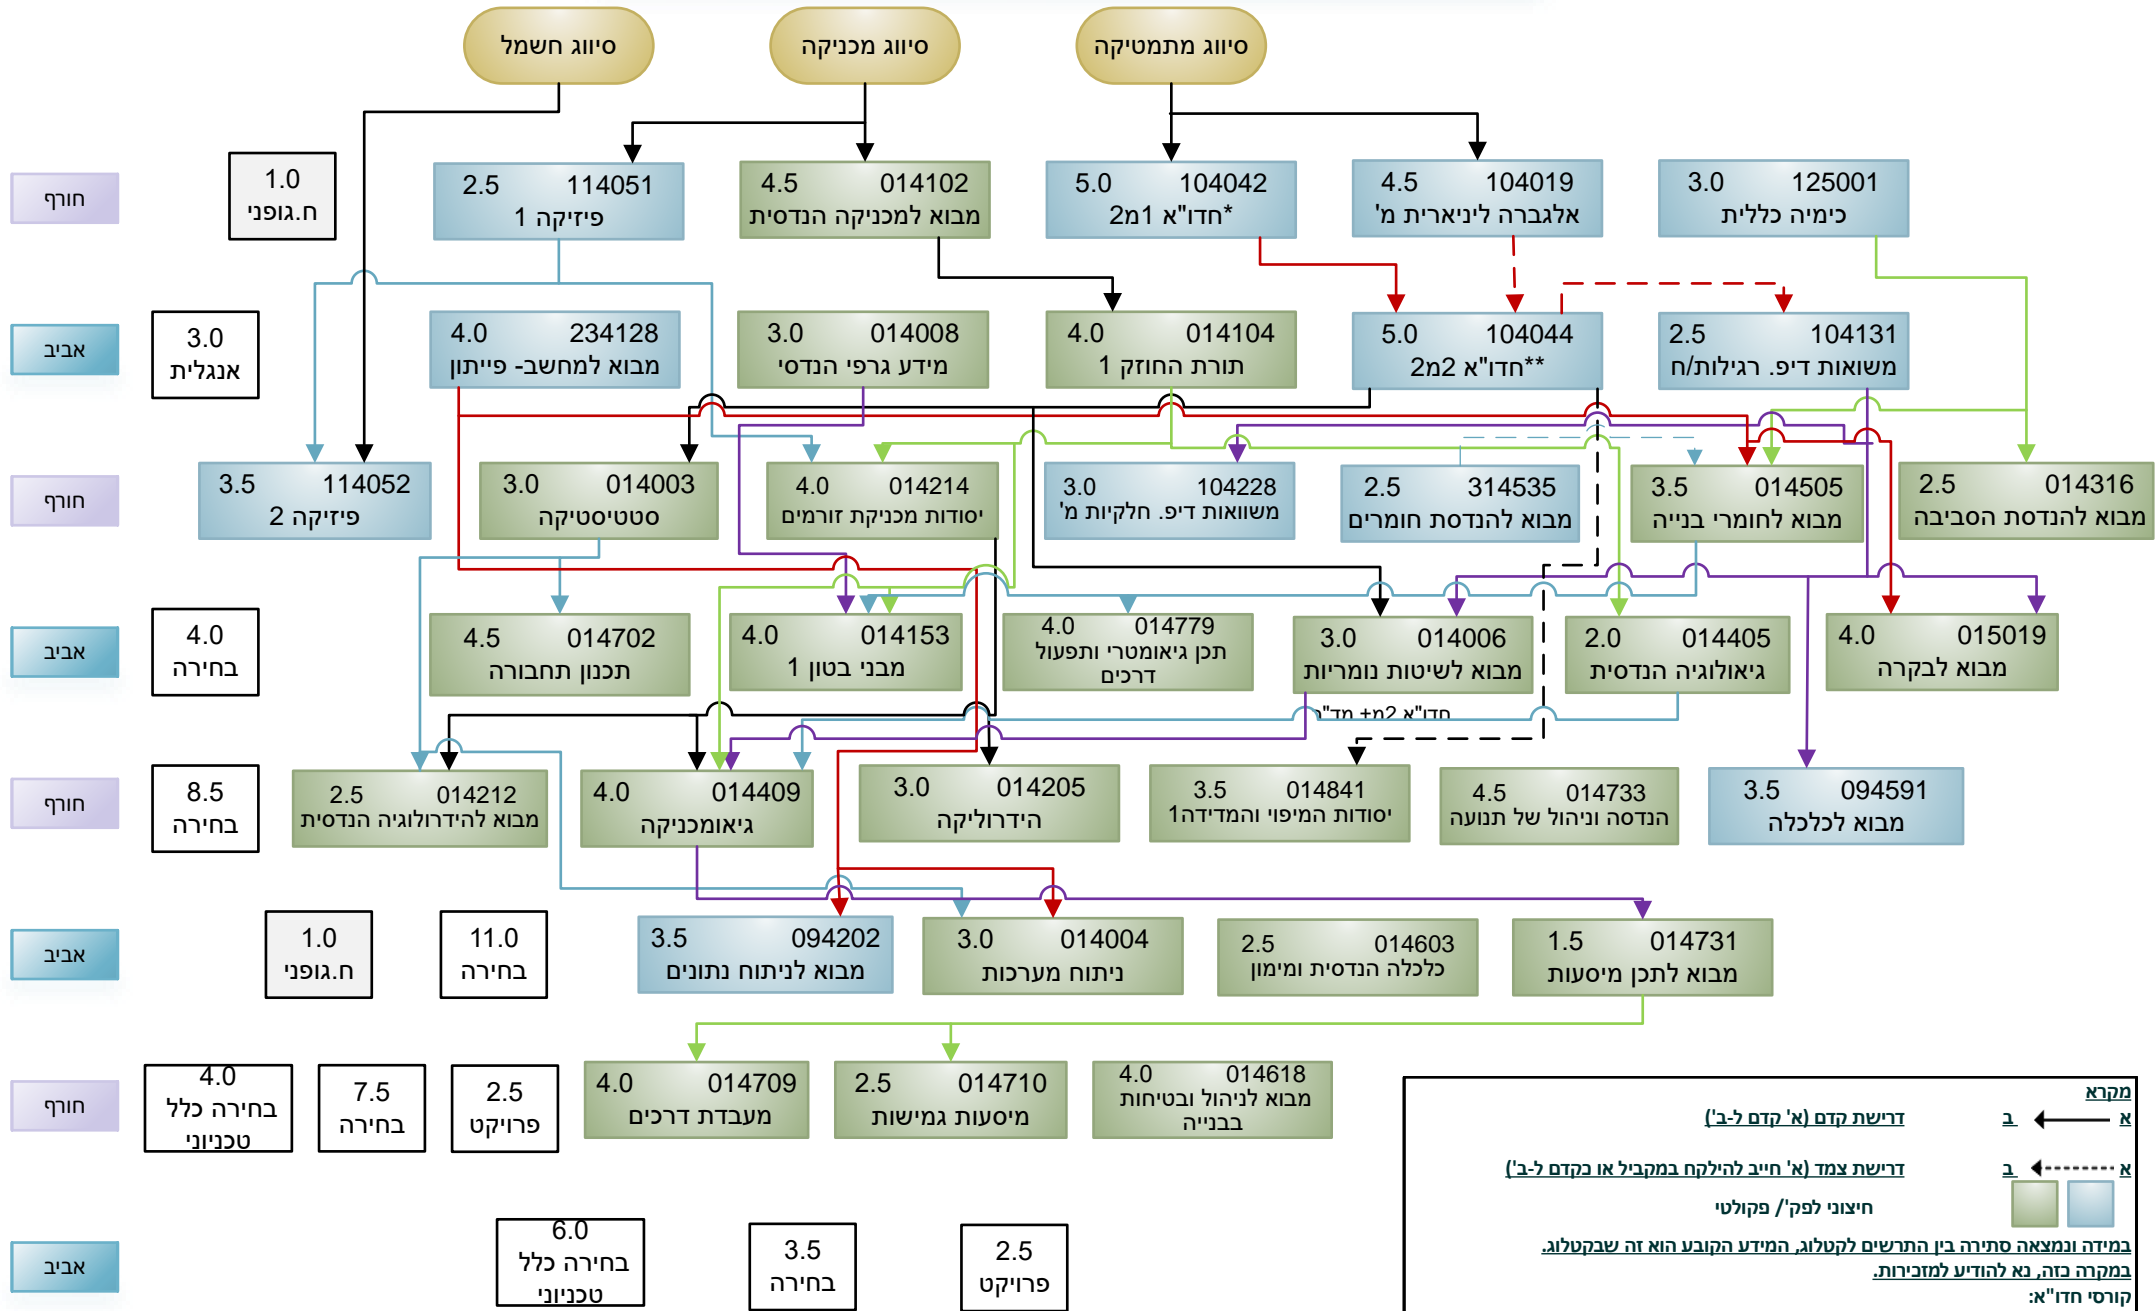 סיווג מתמטיקה
סיווג מכניקה
סיווג חשמל
חורף
1.0
ח.גופני
2.5 114051
פיזיקה 1
4.5 014102
מבוא למכניקה הנדסית
5.0 104042
*חדו"א 1מ2
4.5 104019
אלגברה ליניארית מ'
3.0 125001
כימיה כללית
אביב
3.0
אנגלית
4.0 234128
מבוא למחשב- פייתון
3.0 014008
מידע גרפי הנדסי
4.0 014104
תורת החוזק 1
5.0 104044
**חדו"א 2מ2
2.5 104131
משואות דיפ. רגילות/ח
חורף
3.5 114052
פיזיקה 2
3.0 014003
סטטיסטיקה
4.0 014214
יסודות מכניקת זורמים
3.0 104228
משוואות דיפ. חלקיות מ'
2.5 314535
מבוא להנדסת חומרים
3.5 014505
מבוא לחומרי בנייה
2.5 014316
מבוא להנדסת הסביבה
אביב
4.0
בחירה
4.5 014702
תכנון תחבורה
4.0 014153
מבני בטון 1
4.0 014779
תכן גיאומטרי ותפעול
דרכים
3.0 014006
מבוא לשיטות נומריות
2.0 014405
גיאולוגיה הנדסית
4.0 015019
מבוא לבקרה
חדו"א 2מ+ מד"ר
חורף
8.5
בחירה
2.5 014212
מבוא להידרולוגיה הנדסית
4.0 014409
גיאומכניקה
3.0 014205
הידרוליקה
3.5 014841
יסודות המיפוי והמדידה1
4.5 014733
הנדסה וניהול של תנועה
3.5 094591
מבוא לכלכלה
אביב
1.0
ח.גופני
11.0
בחירה
3.5 094202
מבוא לניתוח נתונים
3.0 014004
ניתוח מערכות
2.5 014603
כלכלה הנדסית ומימון
1.5 014731
מבוא לתכן מיסעות
חורף
4.0
בחירה כלל
טכניוני
7.5
בחירה
2.5
פרויקט
4.0 014709
מעבדת דרכים
2.5 014710
מיסעות גמישות
4.0 014618
מבוא לניהול ובטיחות
בבנייה
אביב
6.0
בחירה כלל
טכניוני
3.5
בחירה
2.5
פרויקט
מקרא
א ב דרישת קדם (א' קדם ל-ב')
א ב דרישת צמד (א' חייב להילקח במקביל או כקדם ל-ב')
חיצוני לפק'/ פקולטי
במידה ונמצאה סתירה בין התרשים לקטלוג, המידע הקובע הוא זה שבקטלוג.
במקרה כזה, נא להודיע למזכירות.
קורסי חדו"א: